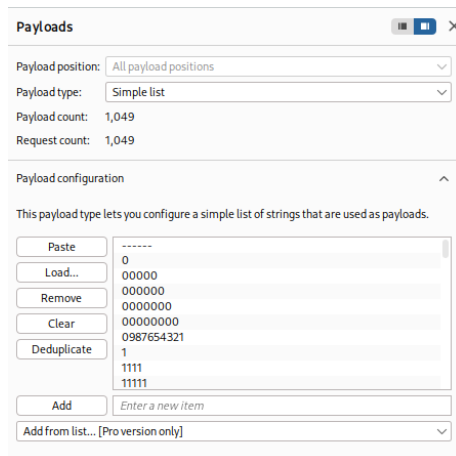 Payloads
Payload position: All payload positions
Payload type: Simple list
Payload count: 1,049
Request count: 1,049
Payload configuration
This payload type lets you configure a simple list of strings that are used as payloads.
Paste
Load...
Remove
Clear
Deduplicate
------
0
00000
000000
0000000
00000000
0987654321
1
1111
11111
Add Enter a new item
Add from list... [Pro version only]